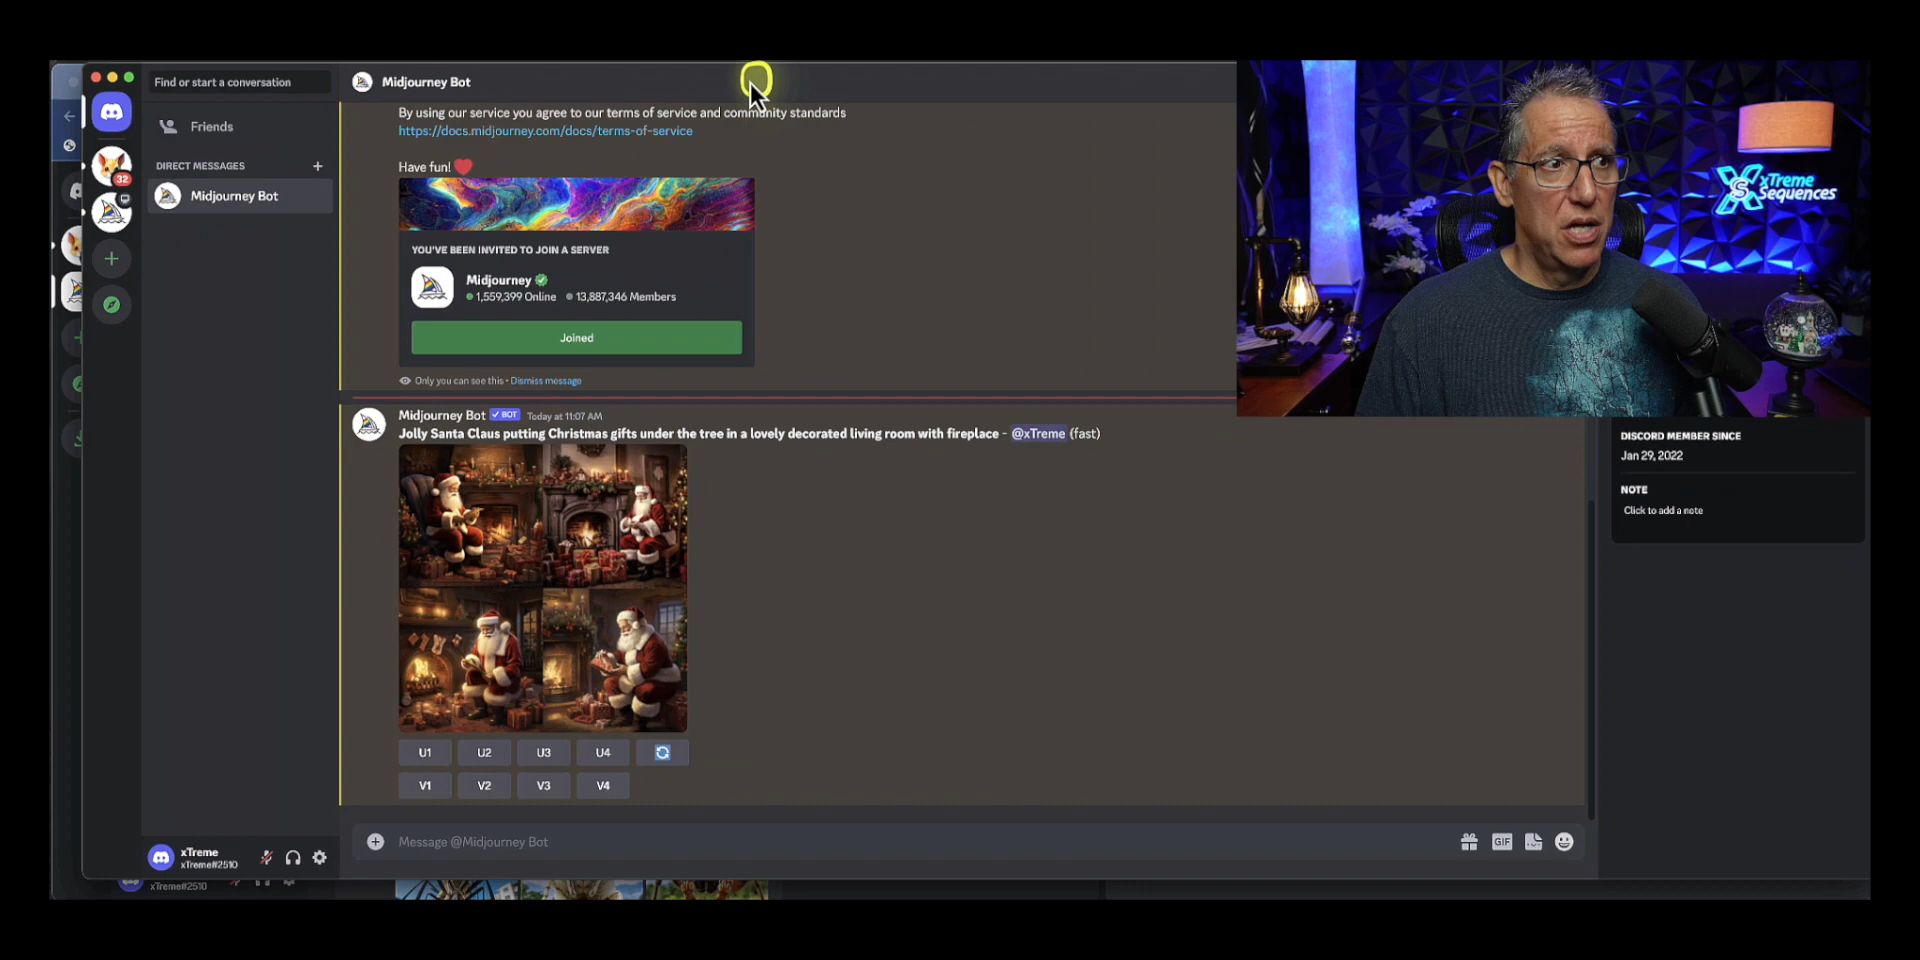 Find or start a conversation
Midjourney Bot
Friends
DIRECT MESSAGES
32
Midjourney Bot
By using our service you agree to our terms of service and community standards
https://docs.midjourney.com/docs/terms-of-service
Have fun!
YOU'VE BEEN INVITED TO JOIN A SERVER
Midjourney
1,559,399 Online 13,887,346 Members
Joined
Only you can see this • Dismiss message
Midjourney Bot BOT Today at 11:07 AM
Jolly Santa Claus putting Christmas gifts under the tree in a lovely decorated living room with fireplace - @xTreme (fast)
U1 U2 U3 U4
V1 V2 V3 V4
Message @Midjourney Bot
GIF
xTreme
xTreme#2510
xTreme#2510
xTreme
Sequences
DISCORD MEMBER SINCE
Jan 29, 2022
NOTE
Click to add a note